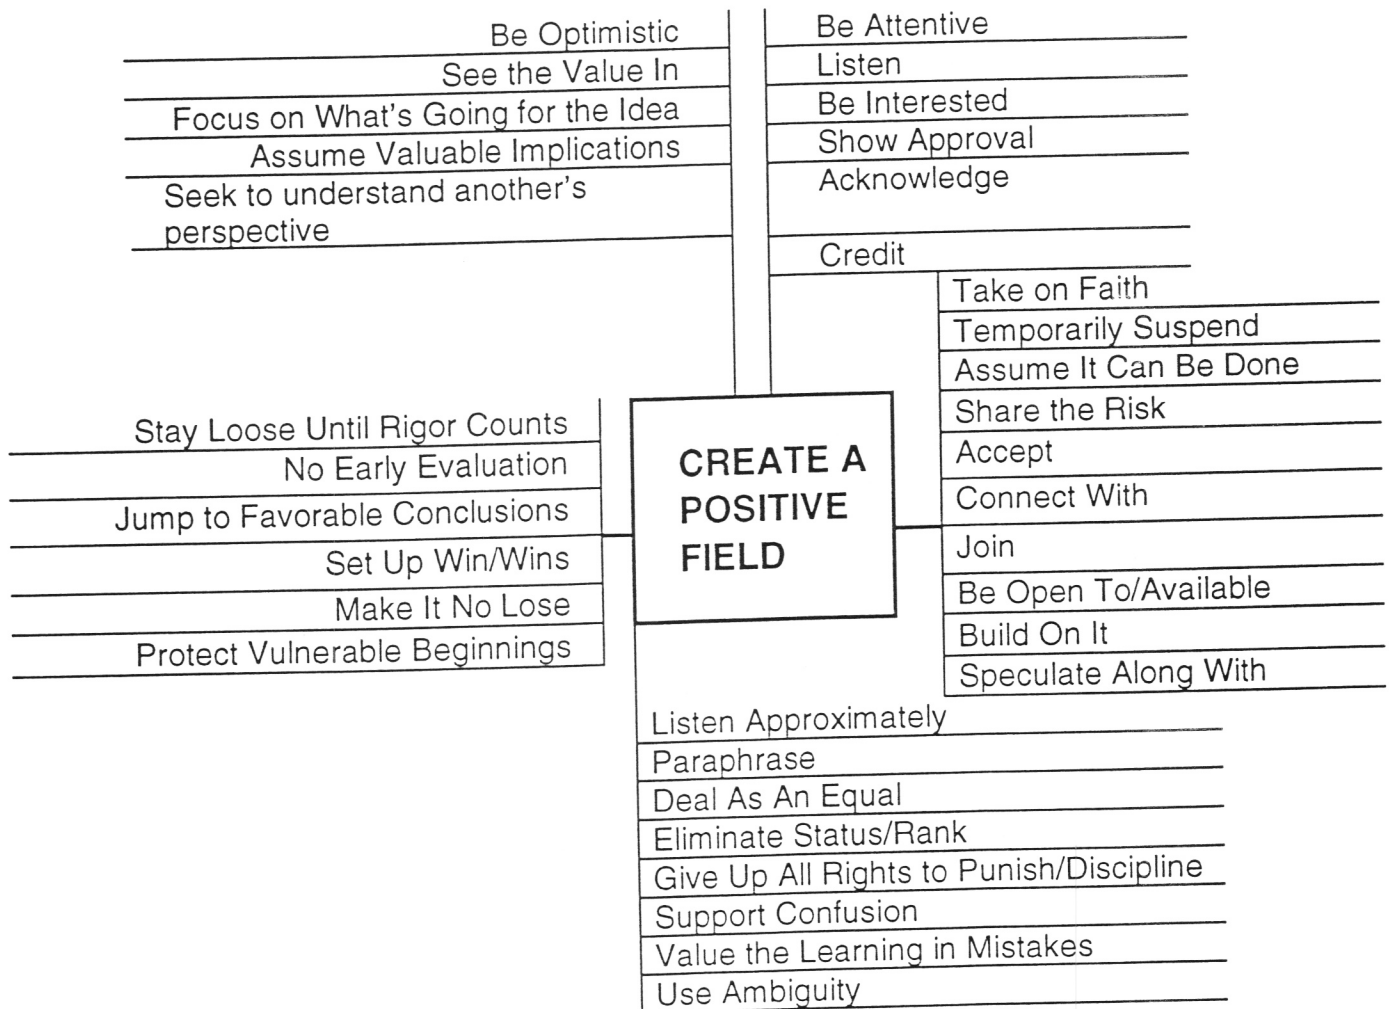 Be Optimistic
See the Value In
Focus on What's Going for the Idea
Assume Valuable Implications
Seek to understand another's
perspective
Be Attentive
Listen
Be Interested
Show Approval
Acknowledge
Credit
Take on Faith
Temporarily Suspend
Assume It Can Be Done
Share the Risk
Accept
Connect With
Join
Be Open To/Available
Build On It
Speculate Along With
Stay Loose Until Rigor Counts
No Early Evaluation
Jump to Favorable Conclusions
Set Up Win/Wins
Make It No Lose
Protect Vulnerable Beginnings
CREATE A
POSITIVE
FIELD
Listen Approximately
Paraphrase
Deal As An Equal
Eliminate Status/Rank
Give Up All Rights to Punish/Discipline
Support Confusion
Value the Learning in Mistakes
Use Ambiguity